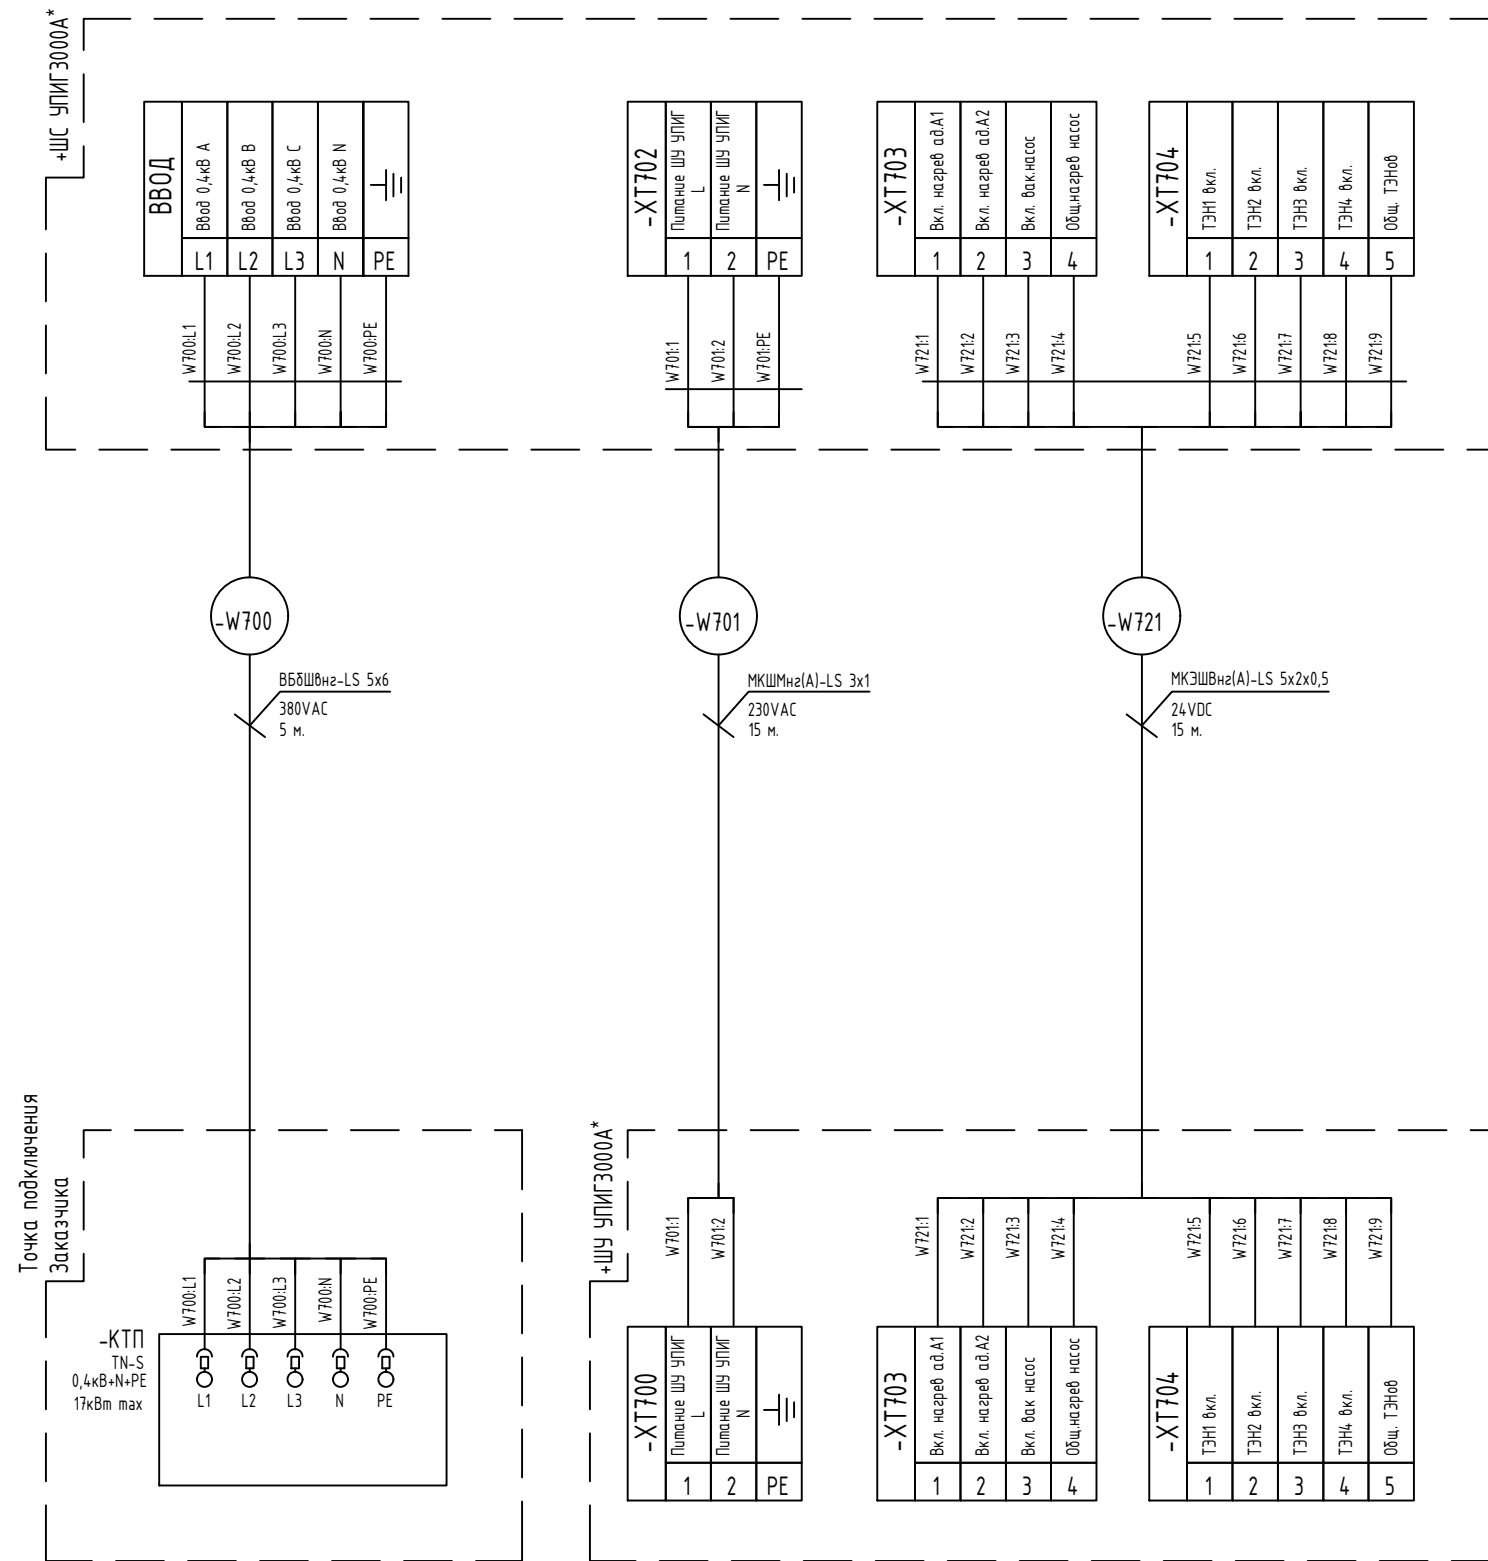 +ШС УПИГ3000А*
ВВОД
Ввод 0,4кВ A
Ввод 0,4кВ B
Ввод 0,4кВ C
Ввод 0,4кВ N
L1 L2 L3 N PE
-XT702
Питание ШУ УПИГ
L
Питание ШУ УПИГ
N
1 2 PE
-XT703
Вкл. нагрев ад.А1
Вкл. нагрев ад.А2
Вкл. вак.насос
Общ.нагрев насос
1 2 3 4
-XT704
ТЭН1 вкл.
ТЭН2 вкл.
ТЭН3 вкл.
ТЭН4 вкл.
Общ. ТЭНов
1 2 3 4 5
W700:L1
W700:L2
W700:L3
W700:N
W700:PE
W701:1
W701:2
W701:PE
W721:1
W721:2
W721:3
W721:4
W721:5
W721:6
W721:7
W721:8
W721:9
-W700
ВБбШвнг-LS 5х6
380VAC
5 м.
-W701
МКШМнг(А)-LS 3х1
230VAC
15 м.
-W721
МКЭШВнг(А)-LS 5х2х0,5
24VDC
15 м.
Точка подключения
Заказчика
W700:L1
W700:L2
W700:L3
W700:N
W700:PE
-КТП
TN-S
0,4кВ+N+PE
17кВт max
L1 L2 L3 N PE
+ШУ УПИГ3000А*
W701:1
W701:2
W721:1
W721:2
W721:3
W721:4
W721:5
W721:6
W721:7
W721:8
W721:9
-XT700
Питание ШУ УПИГ
L
Питание ШУ УПИГ
N
1 2 PE
-XT703
Вкл. нагрев ад.А1
Вкл. нагрев ад.А2
Вкл. вак насос
Общ.нагрев насос
1 2 3 4
-XT704
ТЭН1 вкл.
ТЭН2 вкл.
ТЭН3 вкл.
ТЭН4 вкл.
Общ. ТЭНов
1 2 3 4 5